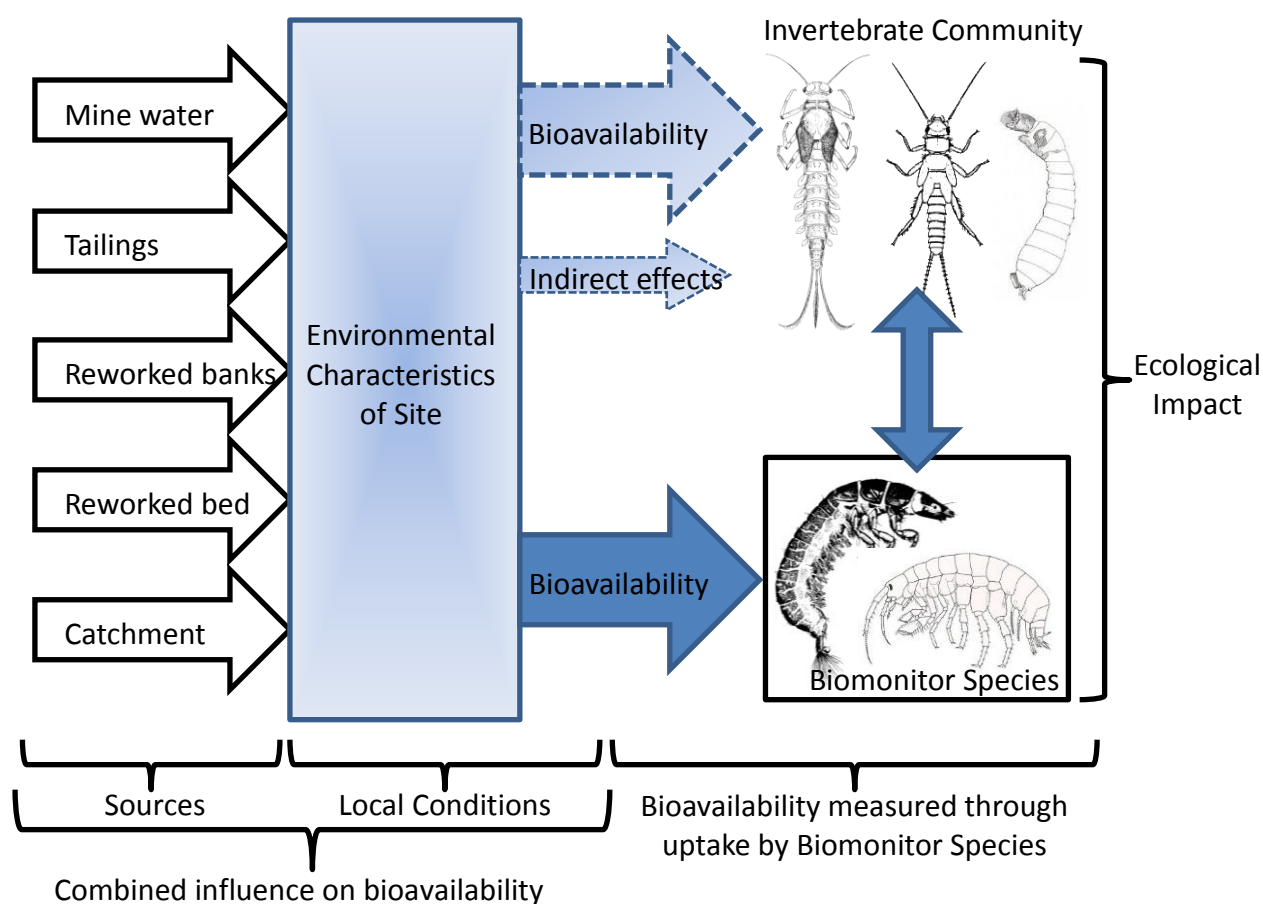 Invertebrate Community
Mine water
Bioavailability
Tailings
Indirect effects
Environmental
Characteristics
of Site
Reworked banks
Ecological
Impact
Reworked bed
Bioavailability
Catchment
Biomonitor Species
Sources
Local Conditions
Bioavailability measured through
uptake by Biomonitor Species
Combined influence on bioavailability